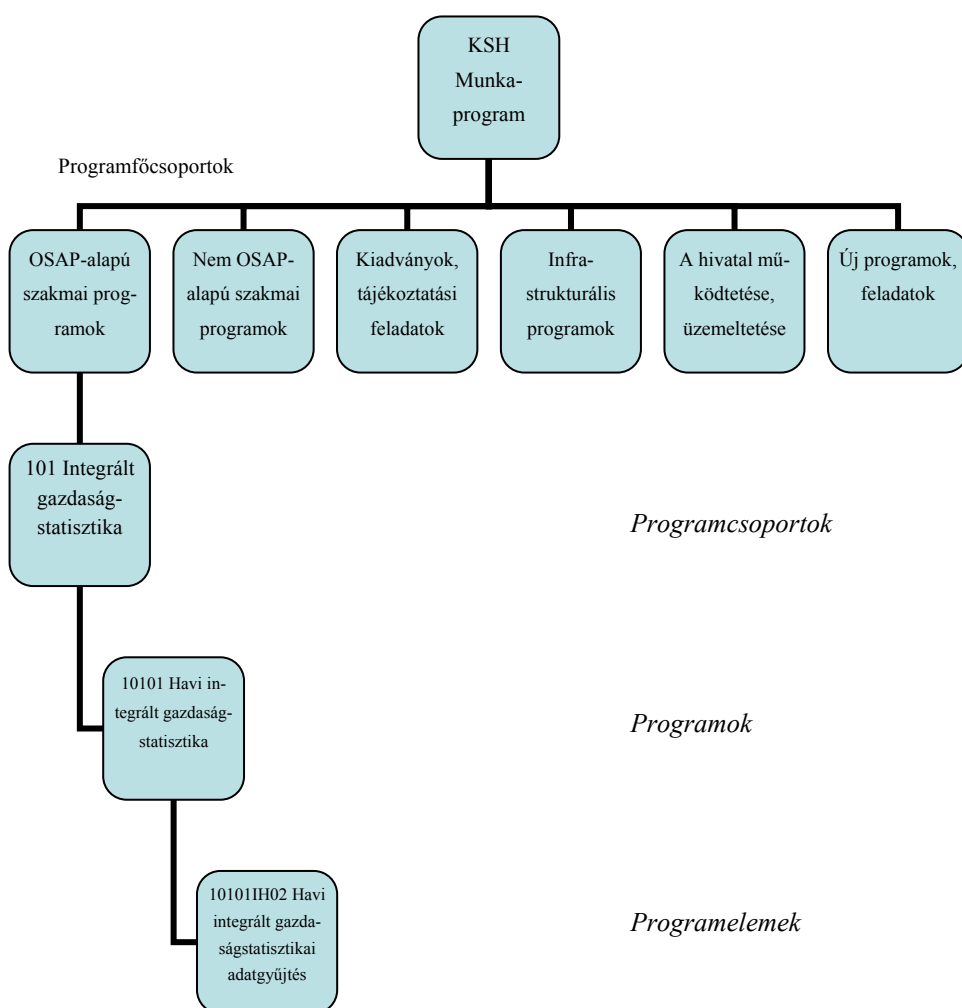 KSH
Munka-
program
Programfőcsoportok
OSAP-alapú
szakmai prog-
ramok
Nem OSAP-
alapú szakmai
programok
Kiadványok,
tájékoztatási
feladatok
Infra-
strukturális
programok
A hivatal mű-
ködtetése,
üzemeltetése
Új programok,
feladatok
101 Integrált
gazdaság-
statisztika
Programcsoportok
10101 Havi in-
tegrált gazdaság-
statisztika
Programok
10101IH02 Havi
integrált gazda-
ságstatisztikai
adatgyűjtés
Programelemek